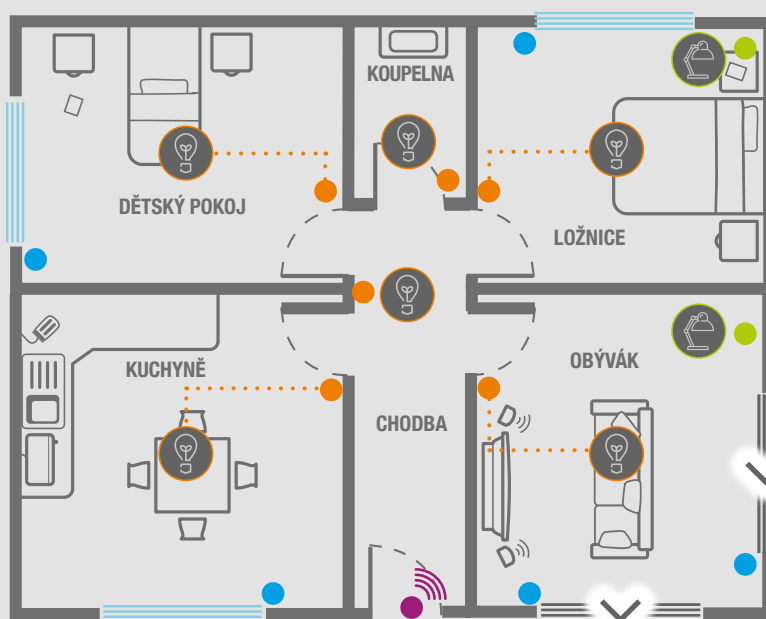 KOUPELNA
DĚTSKÝ POKOJ
LOŽNICE
KUCHYNĚ
OBÝVÁK
CHODBA